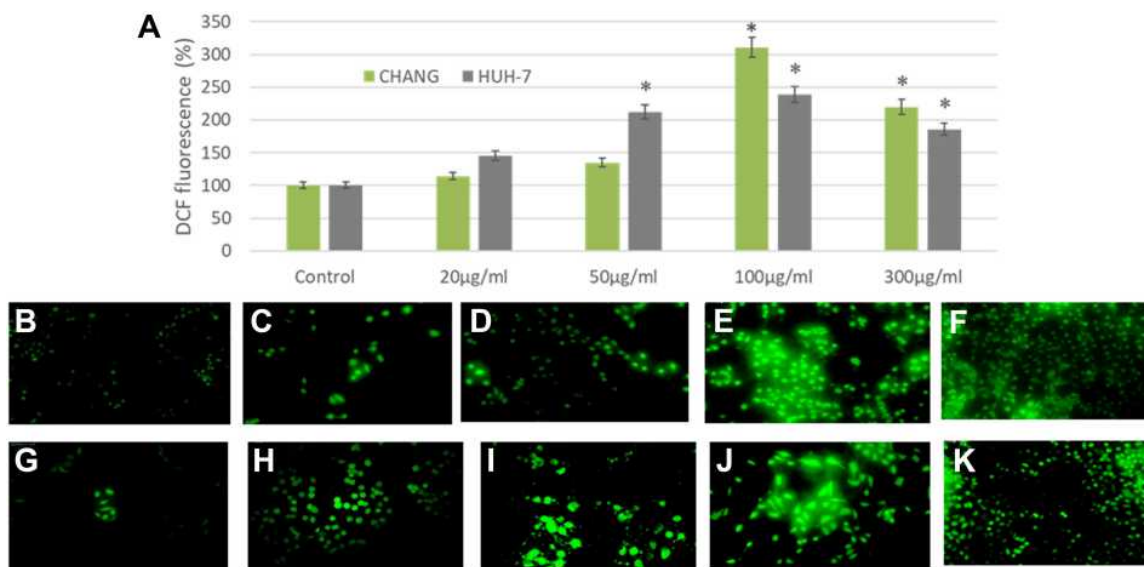 A
350
300
250
200
150
100
50
0
DCF fluorescence (%)
CHANG HUH-7
* * * * *
Control 20µg/ml 50µg/ml 100µg/ml 300µg/ml
B C D E F
G H I J K